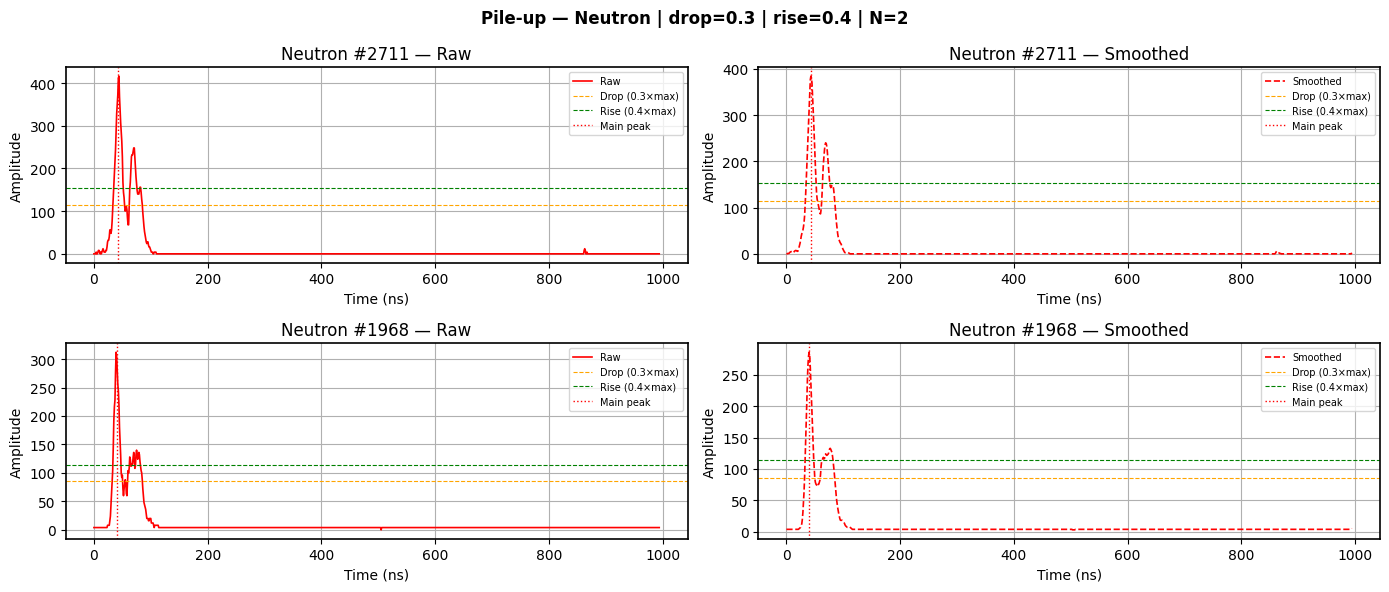 Pile-up — Neutron | drop=0.3 | rise=0.4 | N=2
Neutron #2711 — Raw
Amplitude
400
300
200
100
0
Raw
Drop (0.3×max)
Rise (0.4×max)
Main peak
0 200 400 600 800 1000
Time (ns)
Neutron #2711 — Smoothed
Amplitude
400
300
200
100
0
Smoothed
Drop (0.3×max)
Rise (0.4×max)
Main peak
0 200 400 600 800 1000
Time (ns)
Neutron #1968 — Raw
Amplitude
300
250
200
150
100
50
0
Raw
Drop (0.3×max)
Rise (0.4×max)
Main peak
0 200 400 600 800 1000
Time (ns)
Neutron #1968 — Smoothed
Amplitude
250
200
150
100
50
0
Smoothed
Drop (0.3×max)
Rise (0.4×max)
Main peak
0 200 400 600 800 1000
Time (ns)